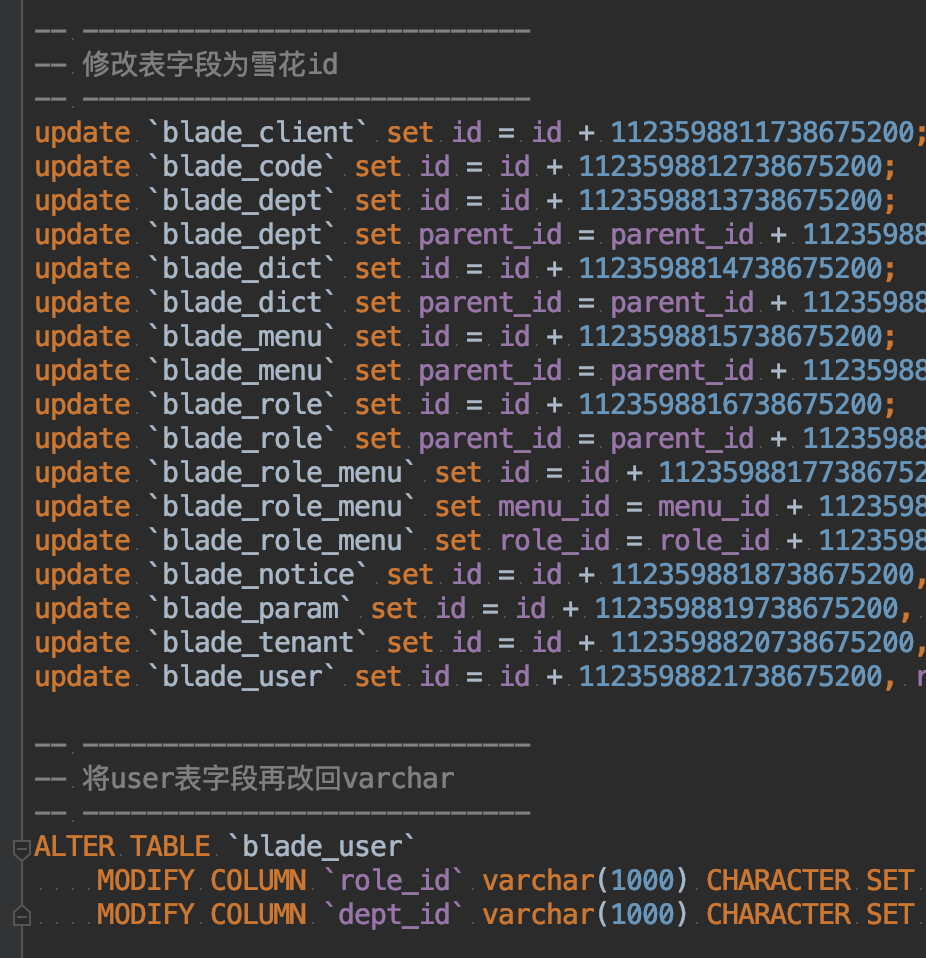 -- ----------------------------
-- 修改表字段为雪花id
-- ----------------------------
update `blade_client` set id = id + 1123598811738675200;
update `blade_code` set id = id + 1123598812738675200;
update `blade_dept` set id = id + 1123598813738675200;
update `blade_dept` set parent_id = parent_id + 11235988
update `blade_dict` set id = id + 1123598814738675200;
update `blade_dict` set parent_id = parent_id + 11235988
update `blade_menu` set id = id + 1123598815738675200;
update `blade_menu` set parent_id = parent_id + 11235988
update `blade_role` set id = id + 1123598816738675200;
update `blade_role` set parent_id = parent_id + 11235988
update `blade_role_menu` set id = id + 11235988177386752
update `blade_role_menu` set menu_id = menu_id + 1123598
update `blade_role_menu` set role_id = role_id + 1123598
update `blade_notice` set id = id + 1123598818738675200,
update `blade_param` set id = id + 1123598819738675200,
update `blade_tenant` set id = id + 1123598820738675200,
update `blade_user` set id = id + 1123598821738675200,
-- ----------------------------
-- 将user表字段再改回varchar
-- ----------------------------
ALTER TABLE `blade_user`
MODIFY COLUMN `role_id` varchar(1000) CHARACTER SET
MODIFY COLUMN `dept_id` varchar(1000) CHARACTER SET